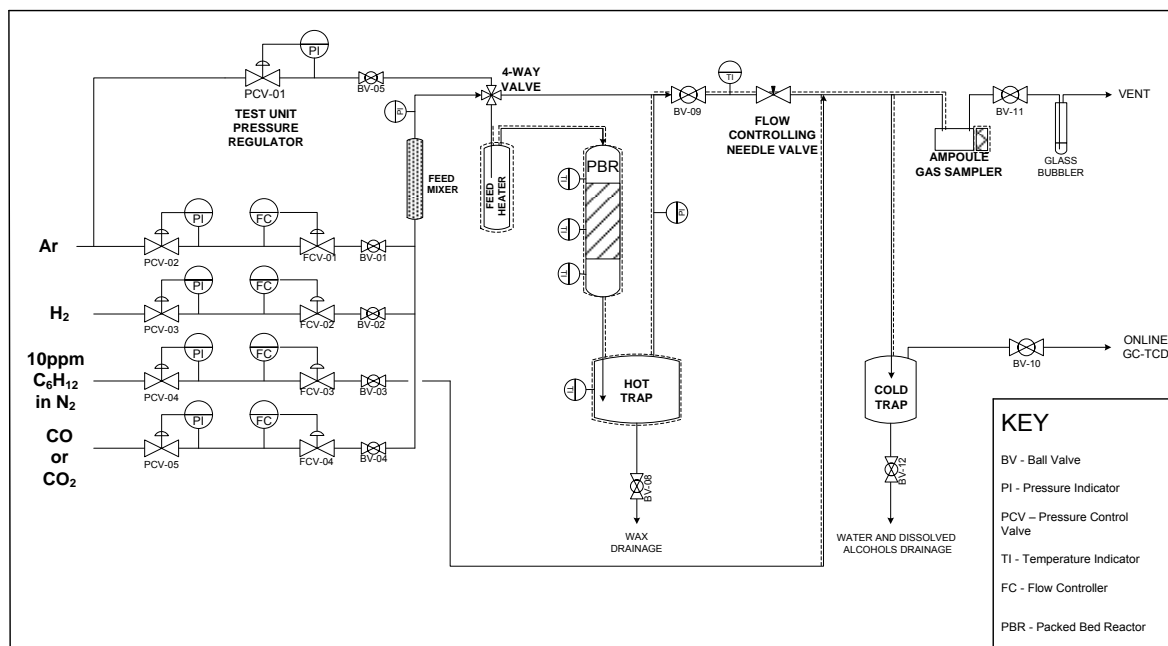 PI
PCV-01
BV-05
TEST UNIT
PRESSURE
REGULATOR
4-WAY
VALVE
PI
FEED
MIXER
FEED
HEATER
PBR
TI
TI
TI
PI
BV-09
TI
FLOW
CONTROLLING
NEEDLE VALVE
AMPOULE
GAS SAMPLER
BV-11
VENT
GLASS
BUBBLER
Ar
PCV-02
PI
FC
FCV-01
BV-01
H2
PCV-03
PI
FC
FCV-02
BV-02
10ppm
C6H12
in N2
PCV-04
PI
FC
FCV-03
BV-03
CO
or
CO2
PCV-05
PI
FC
FCV-04
BV-04
TI
HOT
TRAP
BV-08
WAX
DRAINAGE
COLD
TRAP
BV-12
WATER AND DISSOLVED
ALCOHOLS DRAINAGE
BV-10
ONLINE
GC-TCD
KEY
BV - Ball Valve
PI - Pressure Indicator
PCV – Pressure Control
Valve
TI - Temperature Indicator
FC - Flow Controller
PBR - Packed Bed Reactor